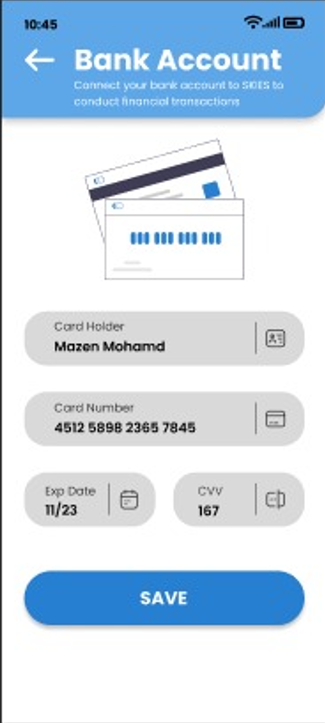 10:45
Bank Account
Connect your bank account to SKIES to
conduct financial transactions
Card Holder
Mazen Mohamd
Card Number
4512 5898 2365 7845
Exp Date
11/23
CVV
167
SAVE